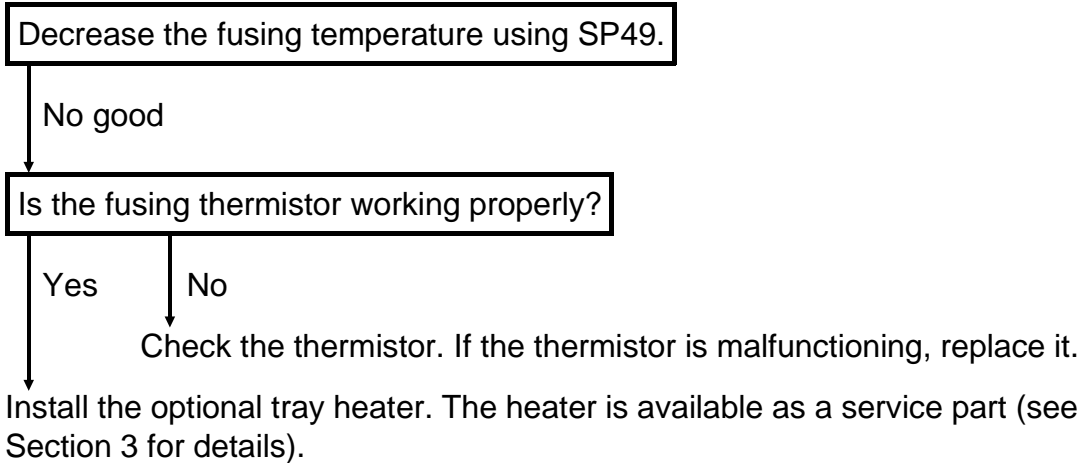 Decrease the fusing temperature using SP49.
No good
Is the fusing thermistor working properly?
Yes
No
Check the thermistor. If the thermistor is malfunctioning, replace it.
Install the optional tray heater. The heater is available as a service part (see
Section 3 for details).